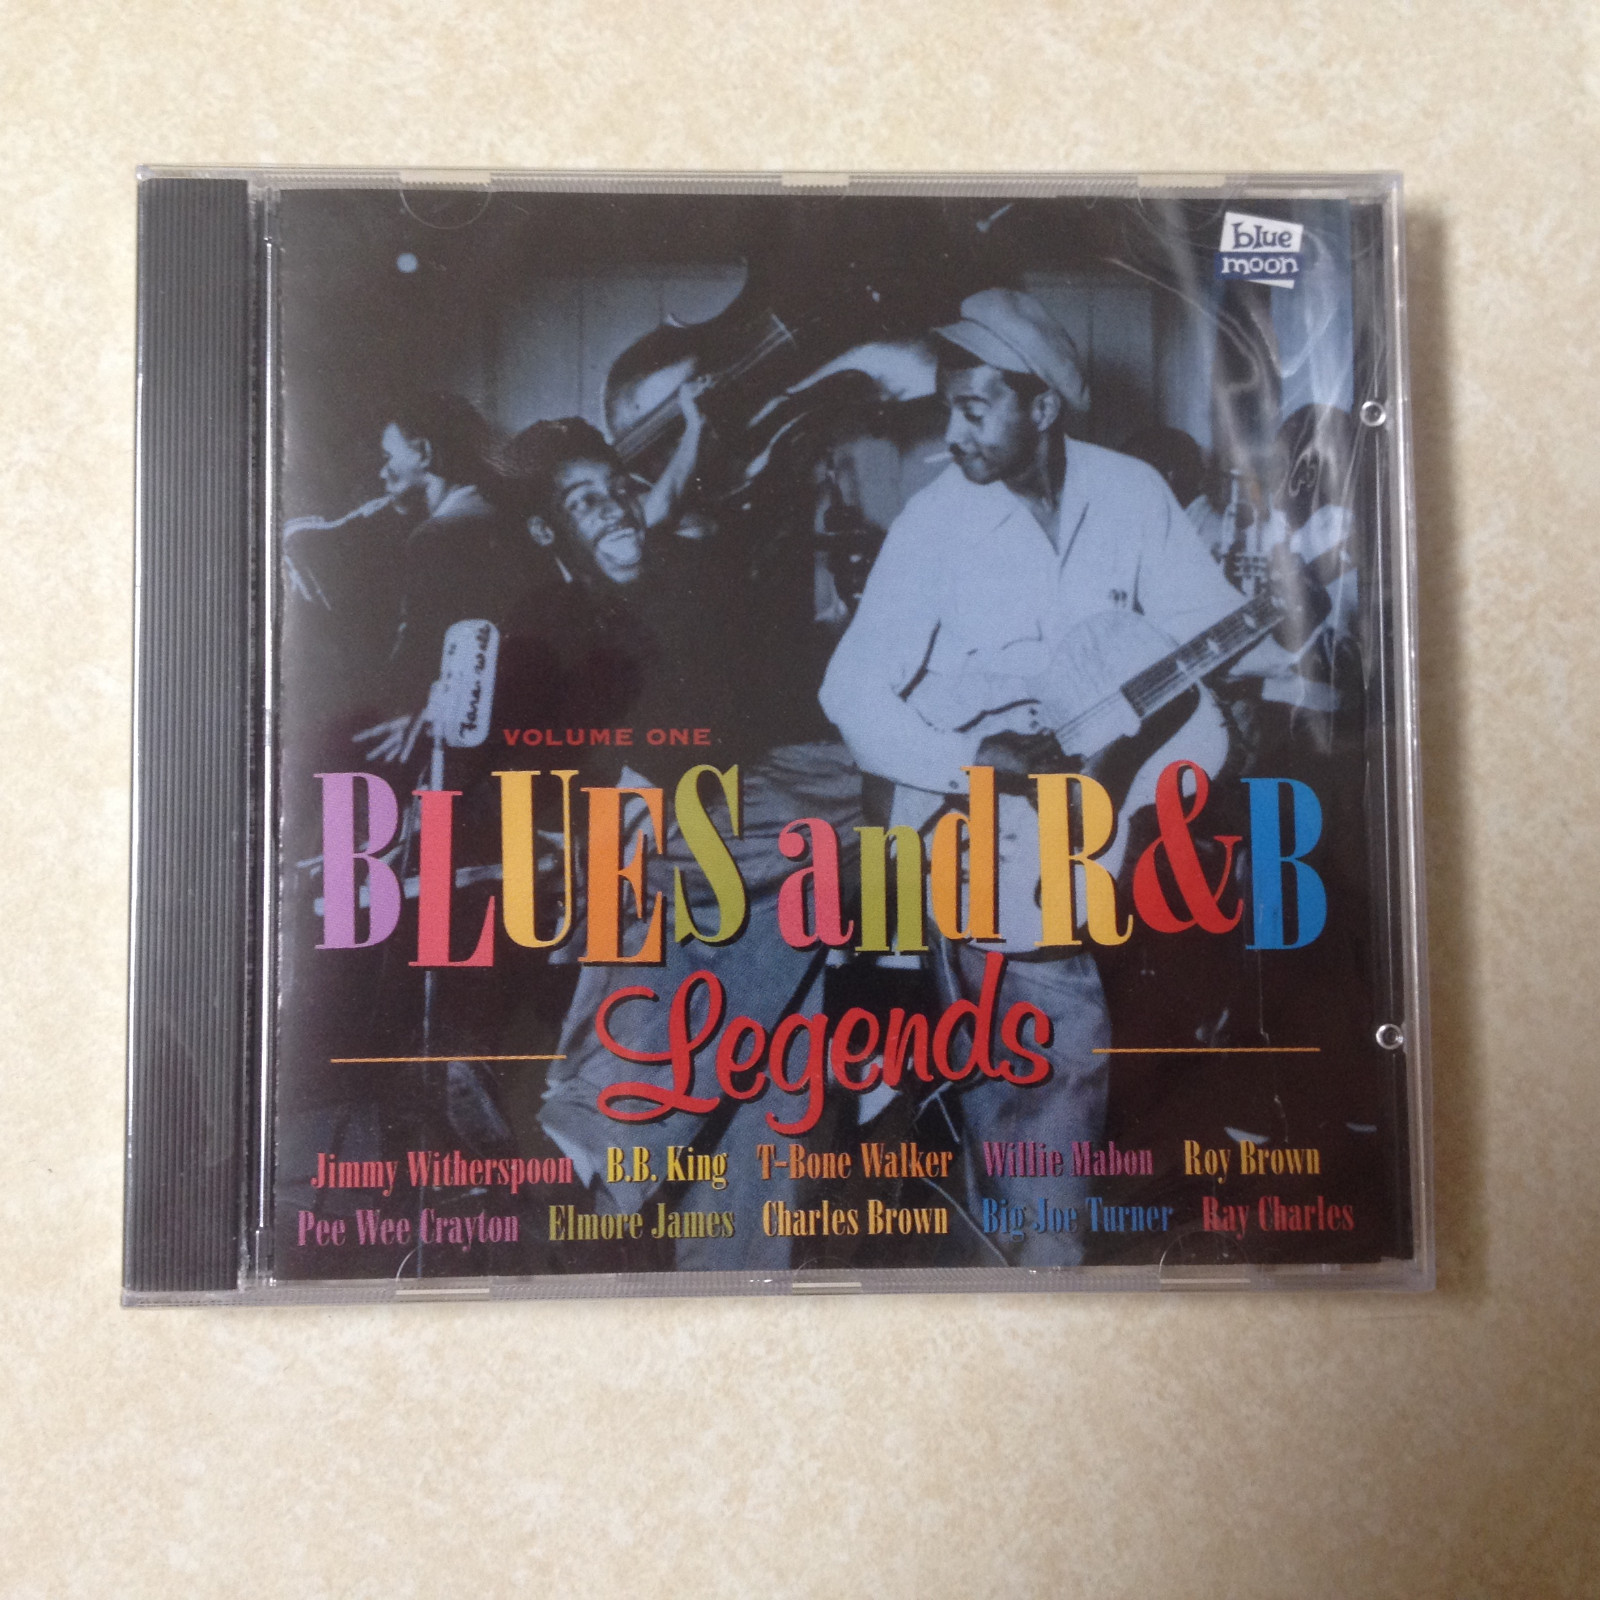 blue
moon
VOLUME ONE
BLUES and R&B
Legends
Jimmy Witherspoon B.B. King T-Bone Walker Willie Mabon Roy Brown
Pee Wee Crayton Elmore James Charles Brown Big Joe Turner Ray Charles